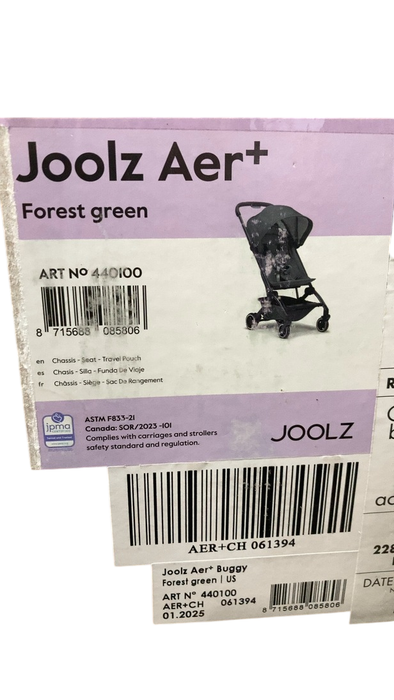 Joolz Aer+
Forest green
ART Nº 440100
8 715688 085806
en Chassis - Seat - Travel Pouch
es Chasis - Silla - Funda De Viaje
fr Châssis - Siège - Sac De Rangement
jpma
ASTM F833-21
Canada: SOR/2023 -101
Complies with carriages and strollers
safety standard and regulation.
JOOLZ
AER+CH 061394
Joolz Aer+ Buggy
Forest green | US
ART Nº 440100
AER+CH 061394
01.2025
8 715688 085806
228
DATE